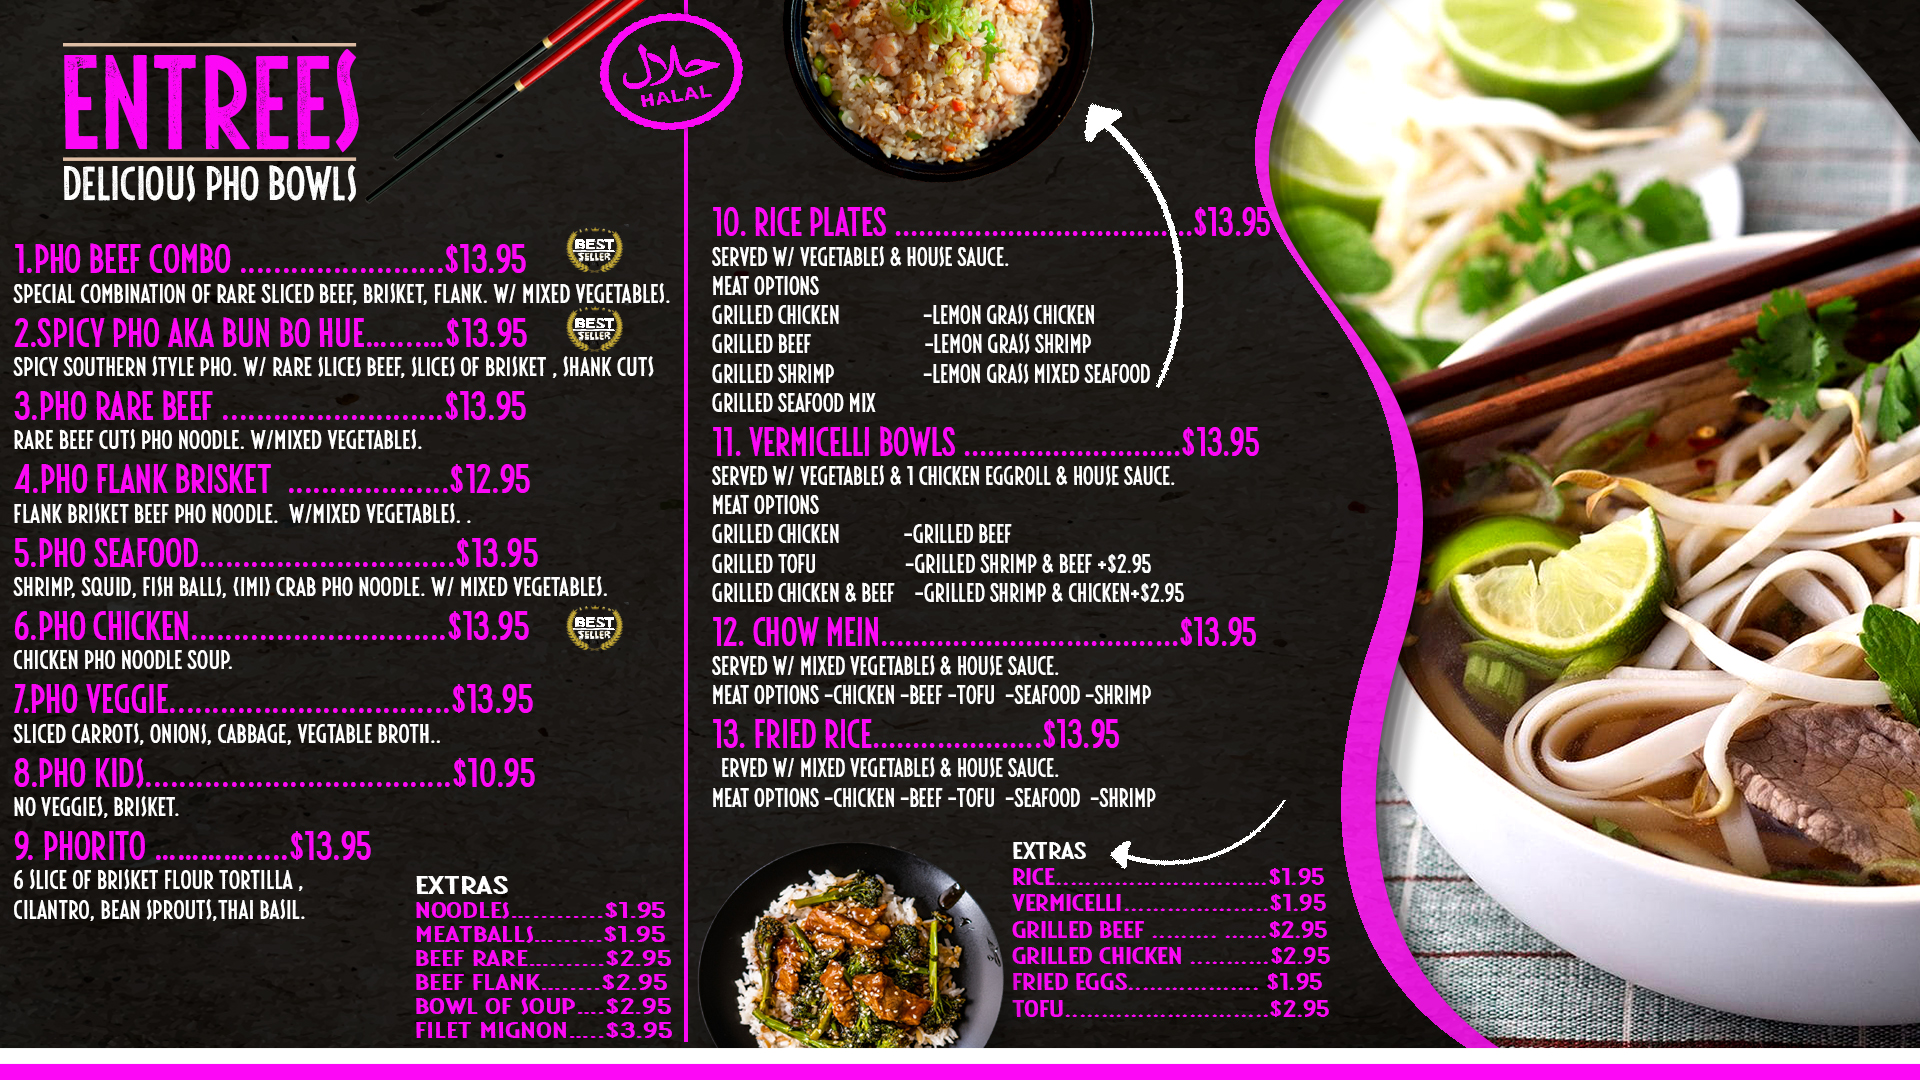 ENTREES
DELICIOUS PHO BOWLS
حلال
HALAL
1.PHO BEEF COMBO ........................$13.95
BEST
SELLER
SPECIAL COMBINATION OF RARE SLICED BEEF, BRISKET, FLANK. W/ MIXED VEGETABLES.
2.SPICY PHO AKA BUN BO HUE.........$13.95
BEST
SELLER
SPICY SOUTHERN STYLE PHO. W/ RARE SLICES BEEF, SLICES OF BRISKET , SHANK CUTS
3.PHO RARE BEEF ..........................$13.95
RARE BEEF CUTS PHO NOODLE. W/MIXED VEGETABLES.
4.PHO FLANK BRISKET ...................$12.95
FLANK BRISKET BEEF PHO NOODLE. W/MIXED VEGETABLES. .
5.PHO SEAFOOD..............................$13.95
SHRIMP, SQUID, FISH BALLS, (IMI) CRAB PHO NOODLE. W/ MIXED VEGETABLES.
6.PHO CHICKEN..............................$13.95
BEST
SELLER
CHICKEN PHO NOODLE SOUP.
7.PHO VEGGIE.................................$13.95
SLICED CARROTS, ONIONS, CABBAGE, VEGTABLE BROTH..
8.PHO KIDS....................................$10.95
NO VEGGIES, BRISKET.
9. PHORITO ................$13.95
6 SLICE OF BRISKET FLOUR TORTILLA ,
CILANTRO, BEAN SPROUTS,THAI BASIL.
EXTRAS
NOODLES............$1.95
MEATBALLS.........$1.95
BEEF RARE..........$2.95
BEEF FLANK........$2.95
BOWL OF SOUP....$2.95
FILET MIGNON.....$3.95
10. RICE PLATES ......................................$13.95
SERVED W/ VEGETABLES & HOUSE SAUCE.
MEAT OPTIONS
GRILLED CHICKEN -LEMON GRASS CHICKEN
GRILLED BEEF -LEMON GRASS SHRIMP
GRILLED SHRIMP -LEMON GRASS MIXED SEAFOOD
GRILLED SEAFOOD MIX
11. VERMICELLI BOWLS ...........................$13.95
SERVED W/ VEGETABLES & 1 CHICKEN EGGROLL & HOUSE SAUCE.
MEAT OPTIONS
GRILLED CHICKEN -GRILLED BEEF
GRILLED TOFU -GRILLED SHRIMP & BEEF +$2.95
GRILLED CHICKEN & BEEF -GRILLED SHRIMP & CHICKEN+$2.95
12. CHOW MEIN.....................................$13.95
SERVED W/ MIXED VEGETABLES & HOUSE SAUCE.
MEAT OPTIONS -CHICKEN -BEEF -TOFU -SEAFOOD -SHRIMP
13. FRIED RICE.....................$13.95
ERVED W/ MIXED VEGETABLES & HOUSE SAUCE.
MEAT OPTIONS -CHICKEN -BEEF -TOFU -SEAFOOD -SHRIMP
EXTRAS
RICE.............................$1.95
VERMICELLI....................$1.95
GRILLED BEEF ......... ......$2.95
GRILLED CHICKEN ...........$2.95
FRIED EGGS.................. $1.95
TOFU............................$2.95